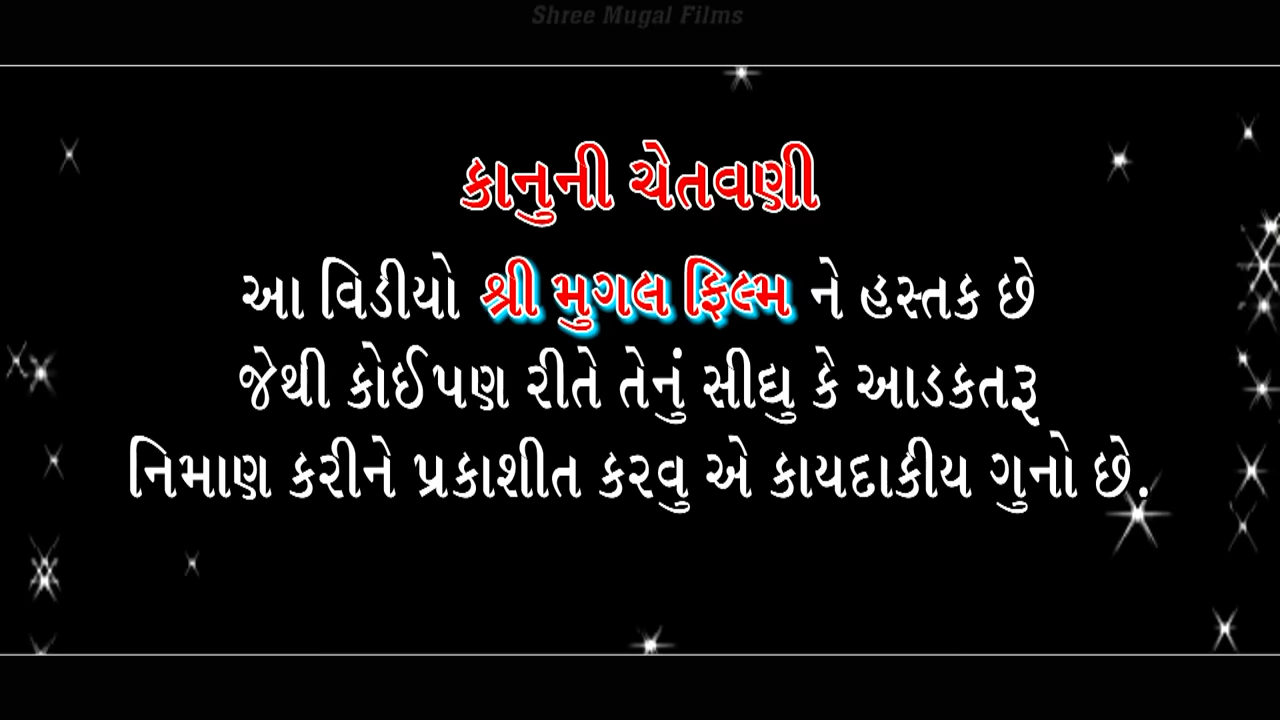 Shree Mugal Films
કાનુની ચેતવણી
આ વિડીયો શ્રી મુગલ ફિલ્મ ને હસ્તક છે
જેથી કોઈપણ રીતે તેનું સીધુ કે આડકતરૂ
નિમાણ કરીને પ્રકાશીત કરવુ એ કાયદાકીય ગુનો છે.